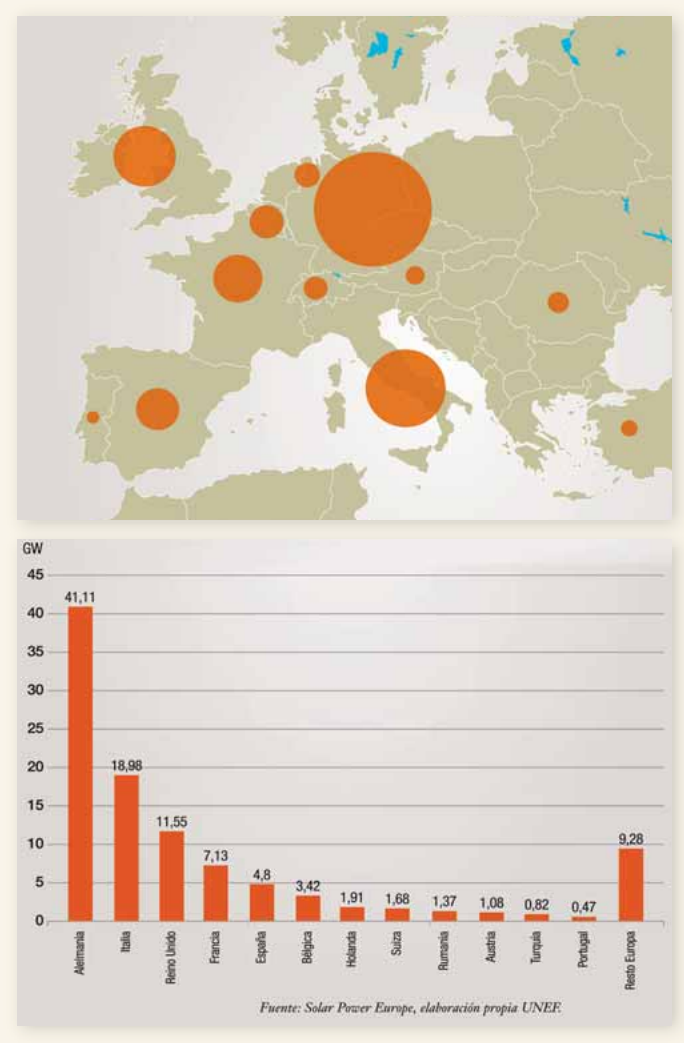 GW
45
40
35
30
25
20
15
10
5
0
41,11
18,98
11,55
7,13
4,8
3,42
1,91
1,68
1,37
1,08
0,82
0,47
9,28
Alelmania
Italia
Reino Unido
Francia
España
Bélgica
Holanda
Suiza
Rumanía
Austria
Turquía
Portugal
Resto Europa
Fuente: Solar Power Europe, elaboración propia UNEF.